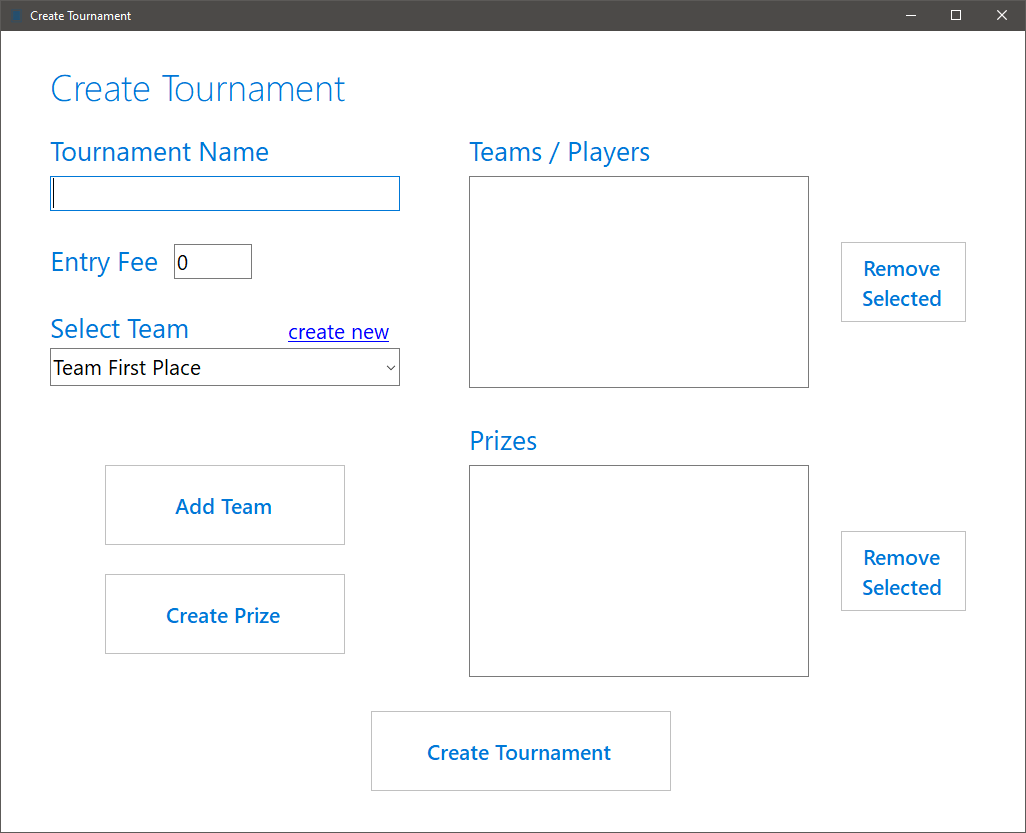 Create Tournament
Create Tournament
Tournament Name
Entry Fee 0
Select Team create new
Team First Place
Add Team
Create Prize
Teams / Players
Remove
Selected
Prizes
Remove
Selected
Create Tournament